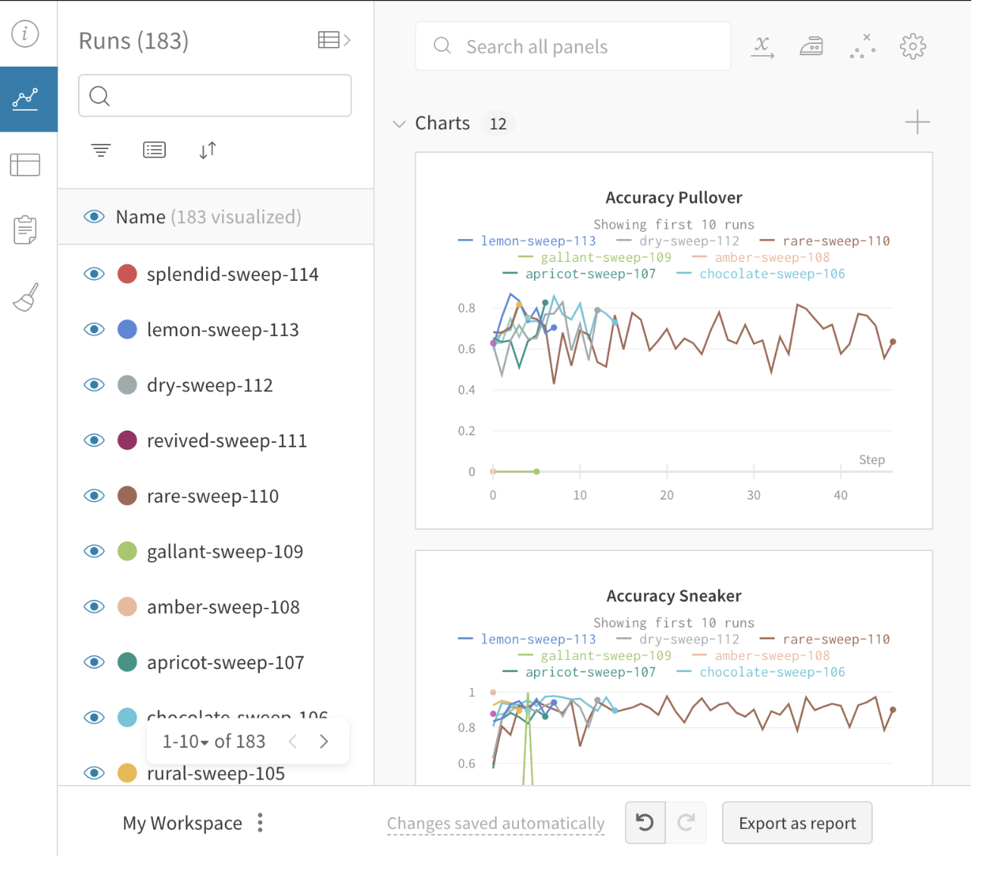 Runs (183)
Name (183 visualized)
splendid-sweep-114
lemon-sweep-113
dry-sweep-112
revived-sweep-111
rare-sweep-110
gallant-sweep-109
amber-sweep-108
apricot-sweep-107
chocolate-sweep-106
1-10 of 183
rural-sweep-105
Search all panels
Charts 12
Accuracy Pullover
Showing first 10 runs
lemon-sweep-113 dry-sweep-112 rare-sweep-110
gallant-sweep-109 amber-sweep-108
apricot-sweep-107 chocolate-sweep-106
0.8
0.6
0.4
0.2
Step
0
0 10 20 30 40
Accuracy Sneaker
Showing first 10 runs
lemon-sweep-113 dry-sweep-112 rare-sweep-110
gallant-sweep-109 amber-sweep-108
apricot-sweep-107 chocolate-sweep-106
1
0.8
0.6
My Workspace
Changes saved automatically
Export as report